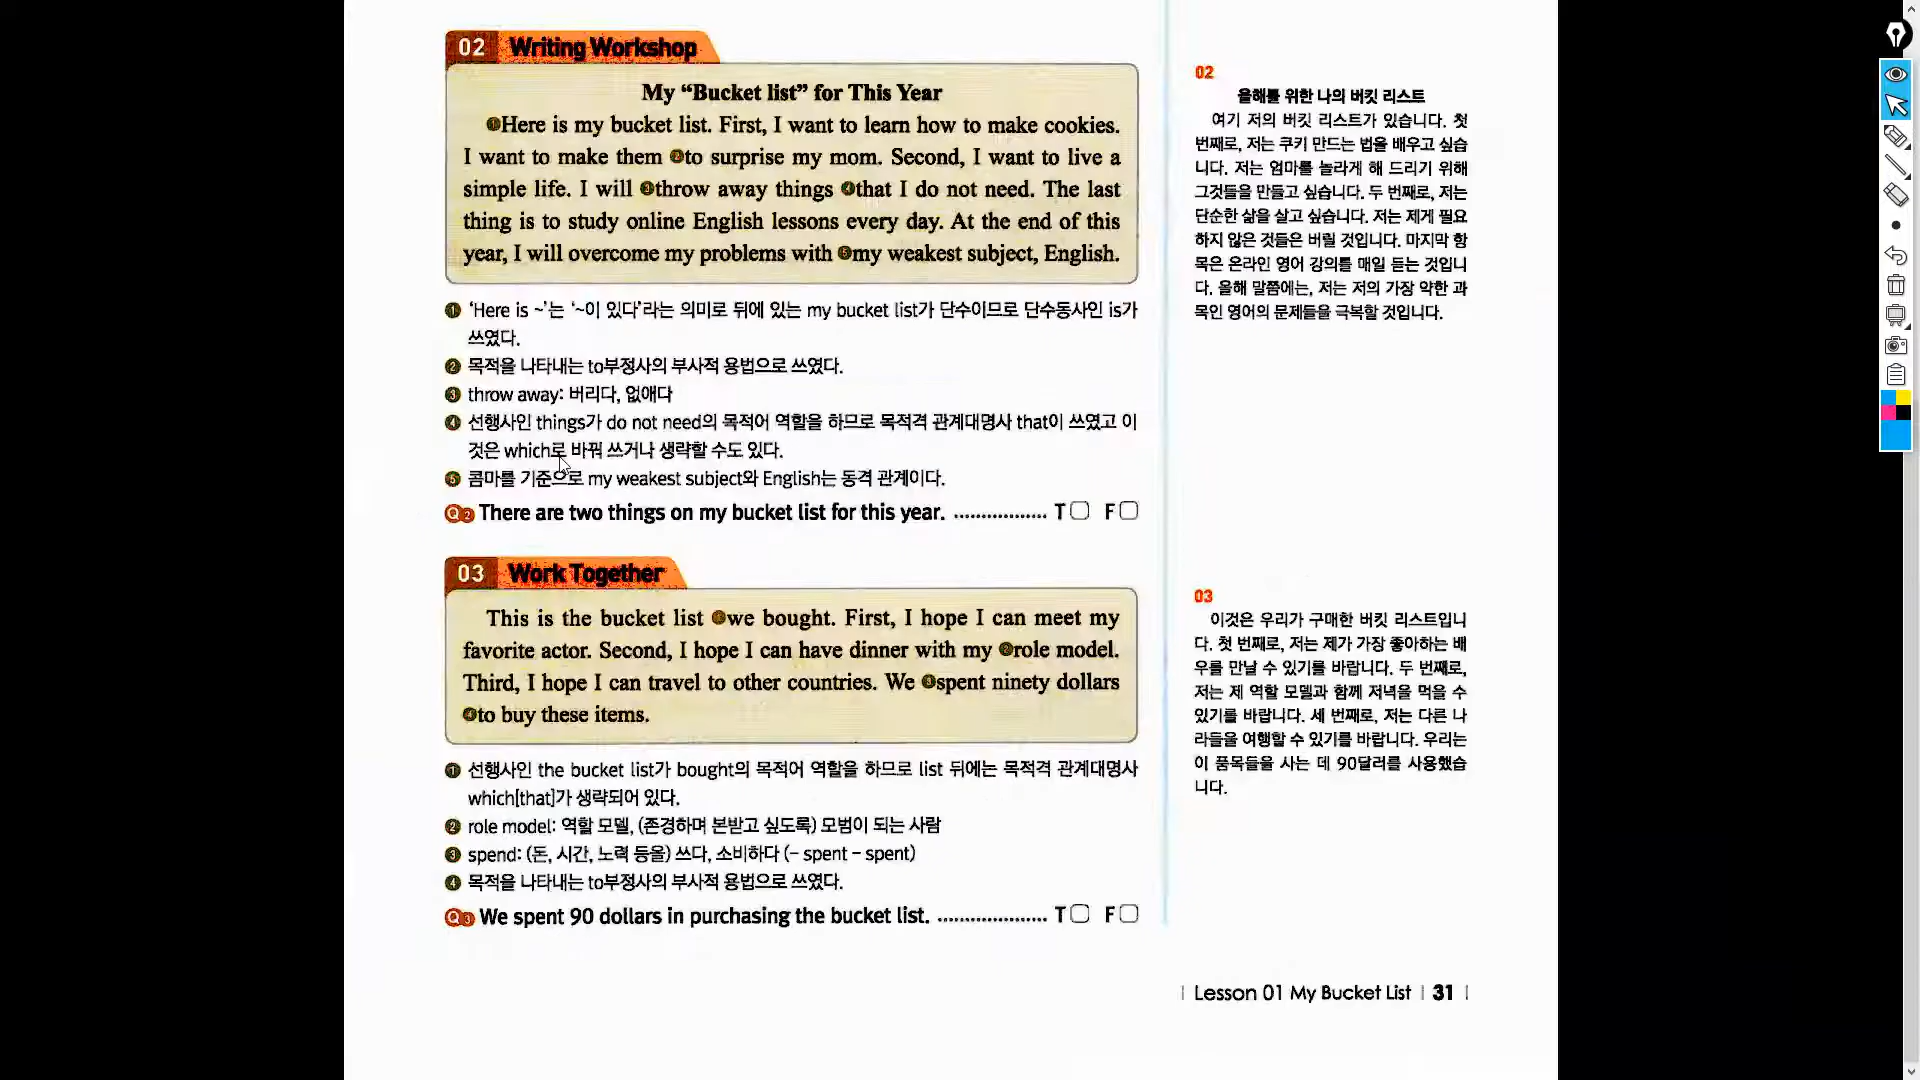 02 Writing Workshop
My “Bucket list” for This Year
❶Here is my bucket list. First, I want to learn how to make cookies.
I want to make them ❷to surprise my mom. Second, I want to live a
simple life. I will ❸throw away things ❹that I do not need. The last
thing is to study online English lessons every day. At the end of this
year, I will overcome my problems with ❺my weakest subject, English.
❶ ‘Here is ~’는 ‘~이 있다’라는 의미로 뒤에 있는 my bucket list가 단수이므로 단수동사인 is가
쓰였다.
❷ 목적을 나타내는 to부정사의 부사적 용법으로 쓰였다.
❸ throw away: 버리다, 없애다
❹ 선행사인 things가 do not need의 목적어 역할을 하므로 목적격 관계대명사 that이 쓰였고 이
것은 which로 바꿔 쓰거나 생략할 수도 있다.
❺ 콤마를 기준으로 my weakest subject와 English는 동격 관계이다.
Q2 There are two things on my bucket list for this year. ................. T□ F□
03 Work Together
This is the bucket list ❶we bought. First, I hope I can meet my
favorite actor. Second, I hope I can have dinner with my ❷role model.
Third, I hope I can travel to other countries. We ❸spent ninety dollars
❹to buy these items.
❶ 선행사인 the bucket list가 bought의 목적어 역할을 하므로 list 뒤에는 목적격 관계대명사
which[that]가 생략되어 있다.
❷ role model: 역할 모델, (존경하며 본받고 싶도록) 모범이 되는 사람
❸ spend: (돈, 시간, 노력 등을) 쓰다, 소비하다 (– spent – spent)
❹ 목적을 나타내는 to부정사의 부사적 용법으로 쓰였다.
Q3 We spent 90 dollars in purchasing the bucket list. .................... T□ F□
02
올해를 위한 나의 버킷 리스트
여기 저의 버킷 리스트가 있습니다. 첫
번째로, 저는 쿠키 만드는 법을 배우고 싶습
니다. 저는 엄마를 놀라게 해 드리기 위해
그것들을 만들고 싶습니다. 두 번째로, 저는
단순한 삶을 살고 싶습니다. 저는 제게 필요
하지 않은 것들은 버릴 것입니다. 마지막 항
목은 온라인 영어 강의를 매일 듣는 것입니
다. 올해 말쯤에는, 저는 저의 가장 약한 과
목인 영어의 문제들을 극복할 것입니다.
03
이것은 우리가 구매한 버킷 리스트입니
다. 첫 번째로, 저는 제가 가장 좋아하는 배
우를 만날 수 있기를 바랍니다. 두 번째로,
저는 제 역할 모델과 함께 저녁을 먹을 수
있기를 바랍니다. 세 번째로, 저는 다른 나
라들을 여행할 수 있기를 바랍니다. 우리는
이 품목들을 사는 데 90달러를 사용했습
니다.
Lesson 01 My Bucket List | 31